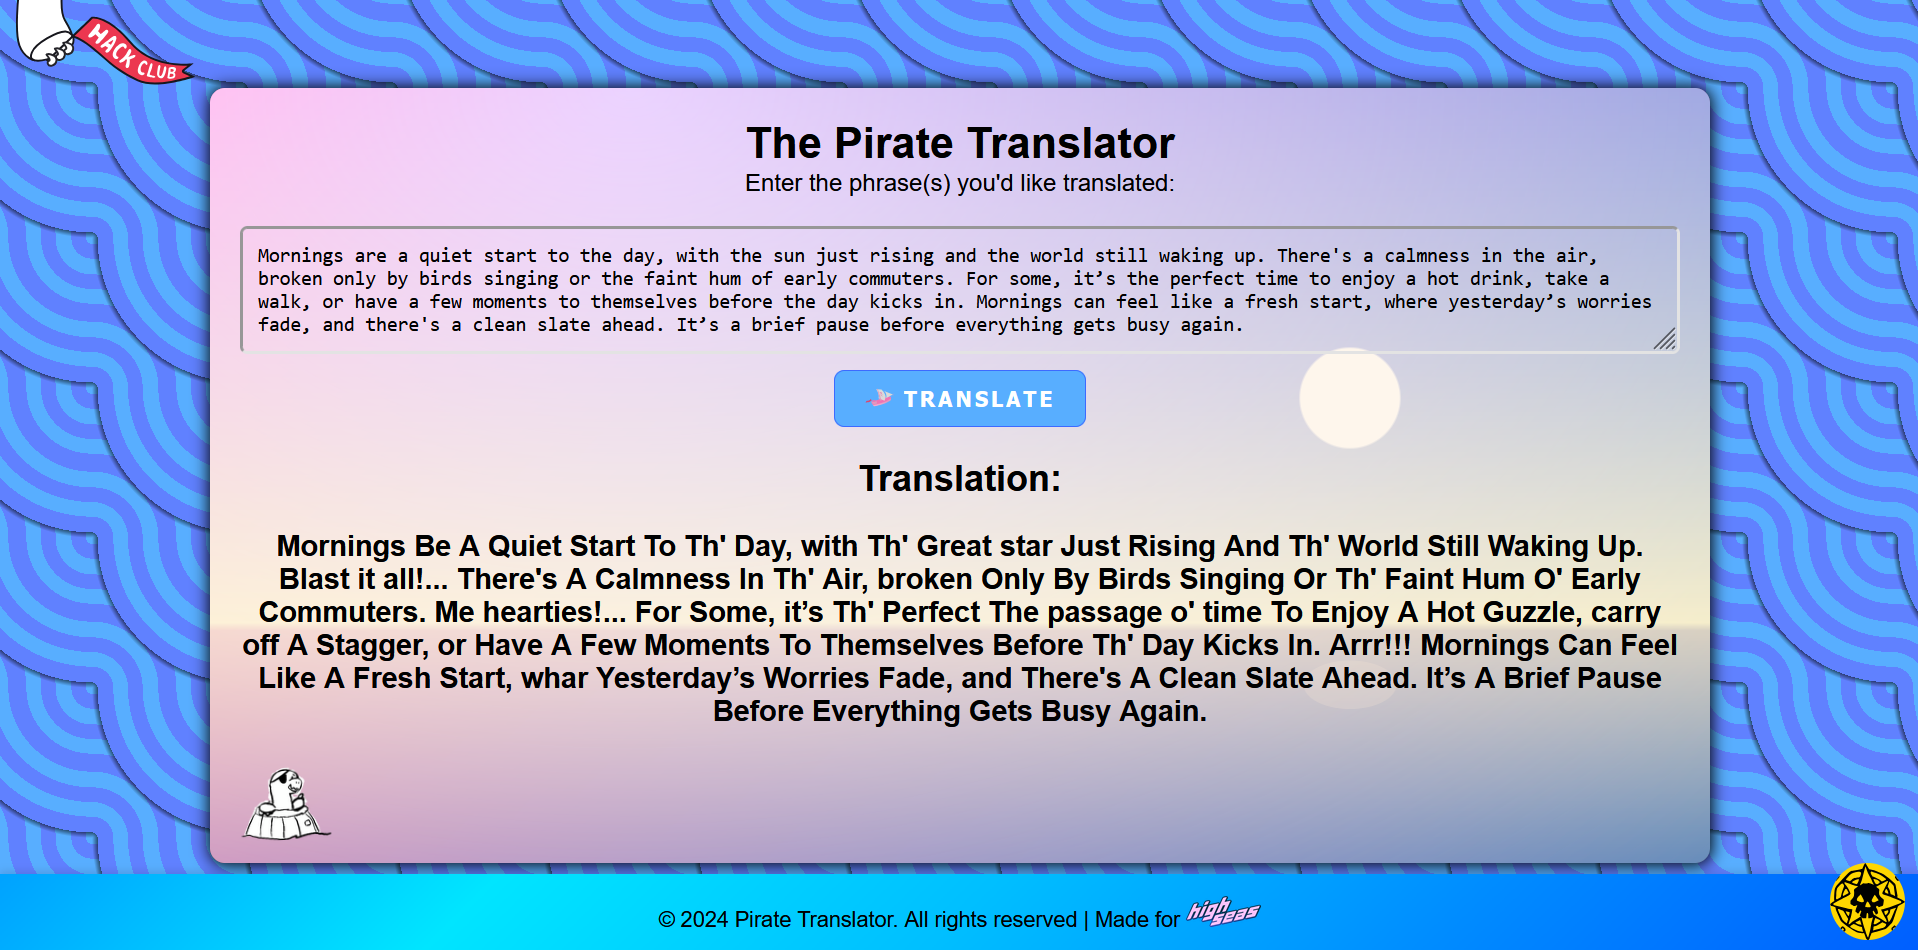 HACK CLUB
The Pirate Translator
Enter the phrase(s) you'd like translated:
Mornings are a quiet start to the day, with the sun just rising and the world still waking up. There's a calmness in the air,
broken only by birds singing or the faint hum of early commuters. For some, it’s the perfect time to enjoy a hot drink, take a
walk, or have a few moments to themselves before the day kicks in. Mornings can feel like a fresh start, where yesterday’s worries
fade, and there's a clean slate ahead. It’s a brief pause before everything gets busy again.
TRANSLATE
Translation:
Mornings Be A Quiet Start To Th' Day, with Th' Great star Just Rising And Th' World Still Waking Up.
Blast it all!... There's A Calmness In Th' Air, broken Only By Birds Singing Or Th' Faint Hum O' Early
Commuters. Me hearties!... For Some, it’s Th' Perfect The passage o' time To Enjoy A Hot Guzzle, carry
off A Stagger, or Have A Few Moments To Themselves Before Th' Day Kicks In. Arrr!!! Mornings Can Feel
Like A Fresh Start, whar Yesterday’s Worries Fade, and There's A Clean Slate Ahead. It’s A Brief Pause
Before Everything Gets Busy Again.
© 2024 Pirate Translator. All rights reserved | Made for high seas